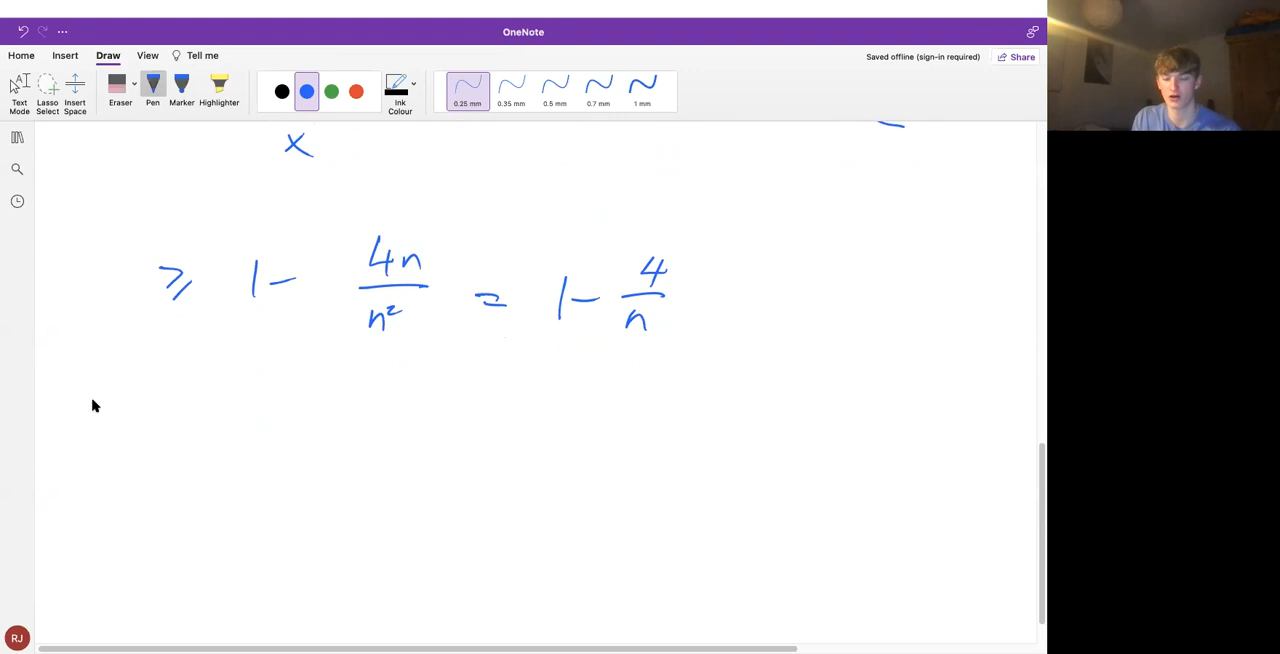 OneNote
Home Insert Draw View Tell me
Saved offline (sign-in required) Share
Text Mode
Lasso Select
Insert Space
Eraser
Pen
Marker
Highlighter
Ink Colour
0.25 mm 0.35 mm 0.5 mm 0.7 mm 1 mm
x
⩾ 1 - 4n/n² = 1 - 4/n
RJ